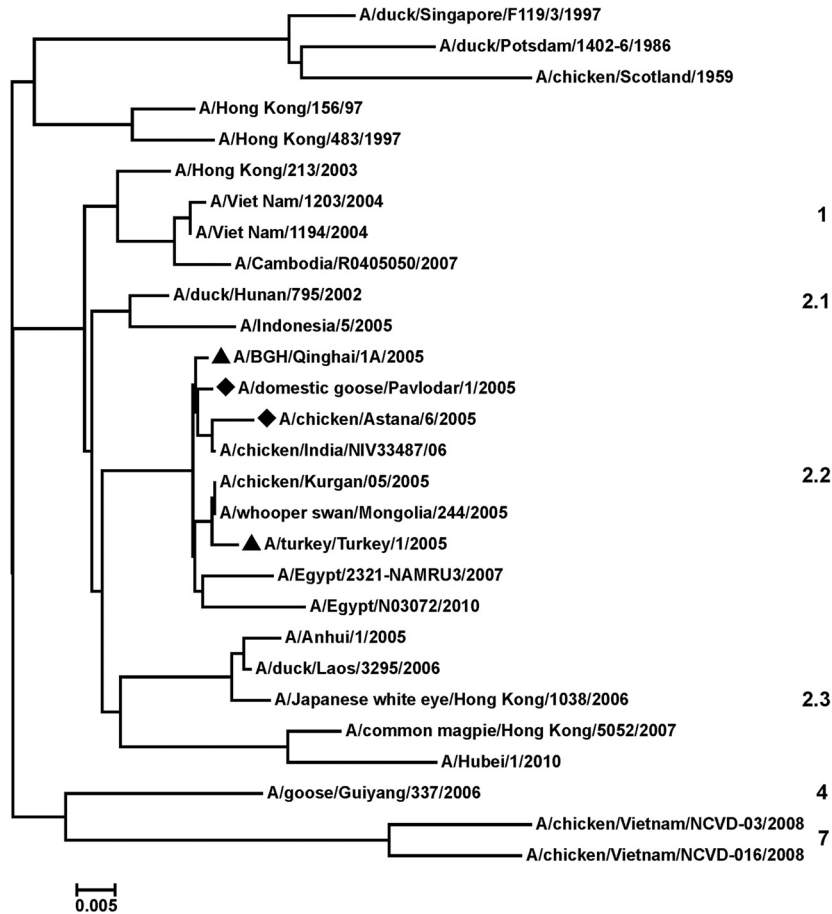 A/duck/Singapore/F119/3/1997
A/duck/Potsdam/1402-6/1986
A/chicken/Scotland/1959
A/Hong Kong/156/97
A/Hong Kong/483/1997
A/Hong Kong/213/2003
A/Viet Nam/1203/2004
1
A/Viet Nam/1194/2004
A/Cambodia/R0405050/2007
A/duck/Hunan/795/2002
2.1
A/Indonesia/5/2005
A/BGH/Qinghai/1A/2005
A/domestic goose/Pavlodar/1/2005
A/chicken/Astana/6/2005
A/chicken/India/NIV33487/06
2.2
A/chicken/Kurgan/05/2005
A/whooper swan/Mongolia/244/2005
A/turkey/Turkey/1/2005
A/Egypt/2321-NAMRU3/2007
A/Egypt/N03072/2010
A/Anhui/1/2005
A/duck/Laos/3295/2006
A/Japanese white eye/Hong Kong/1038/2006
2.3
A/common magpie/Hong Kong/5052/2007
A/Hubei/1/2010
A/goose/Guiyang/337/2006
4
A/chicken/Vietnam/NCVD-03/2008
7
A/chicken/Vietnam/NCVD-016/2008
0.005